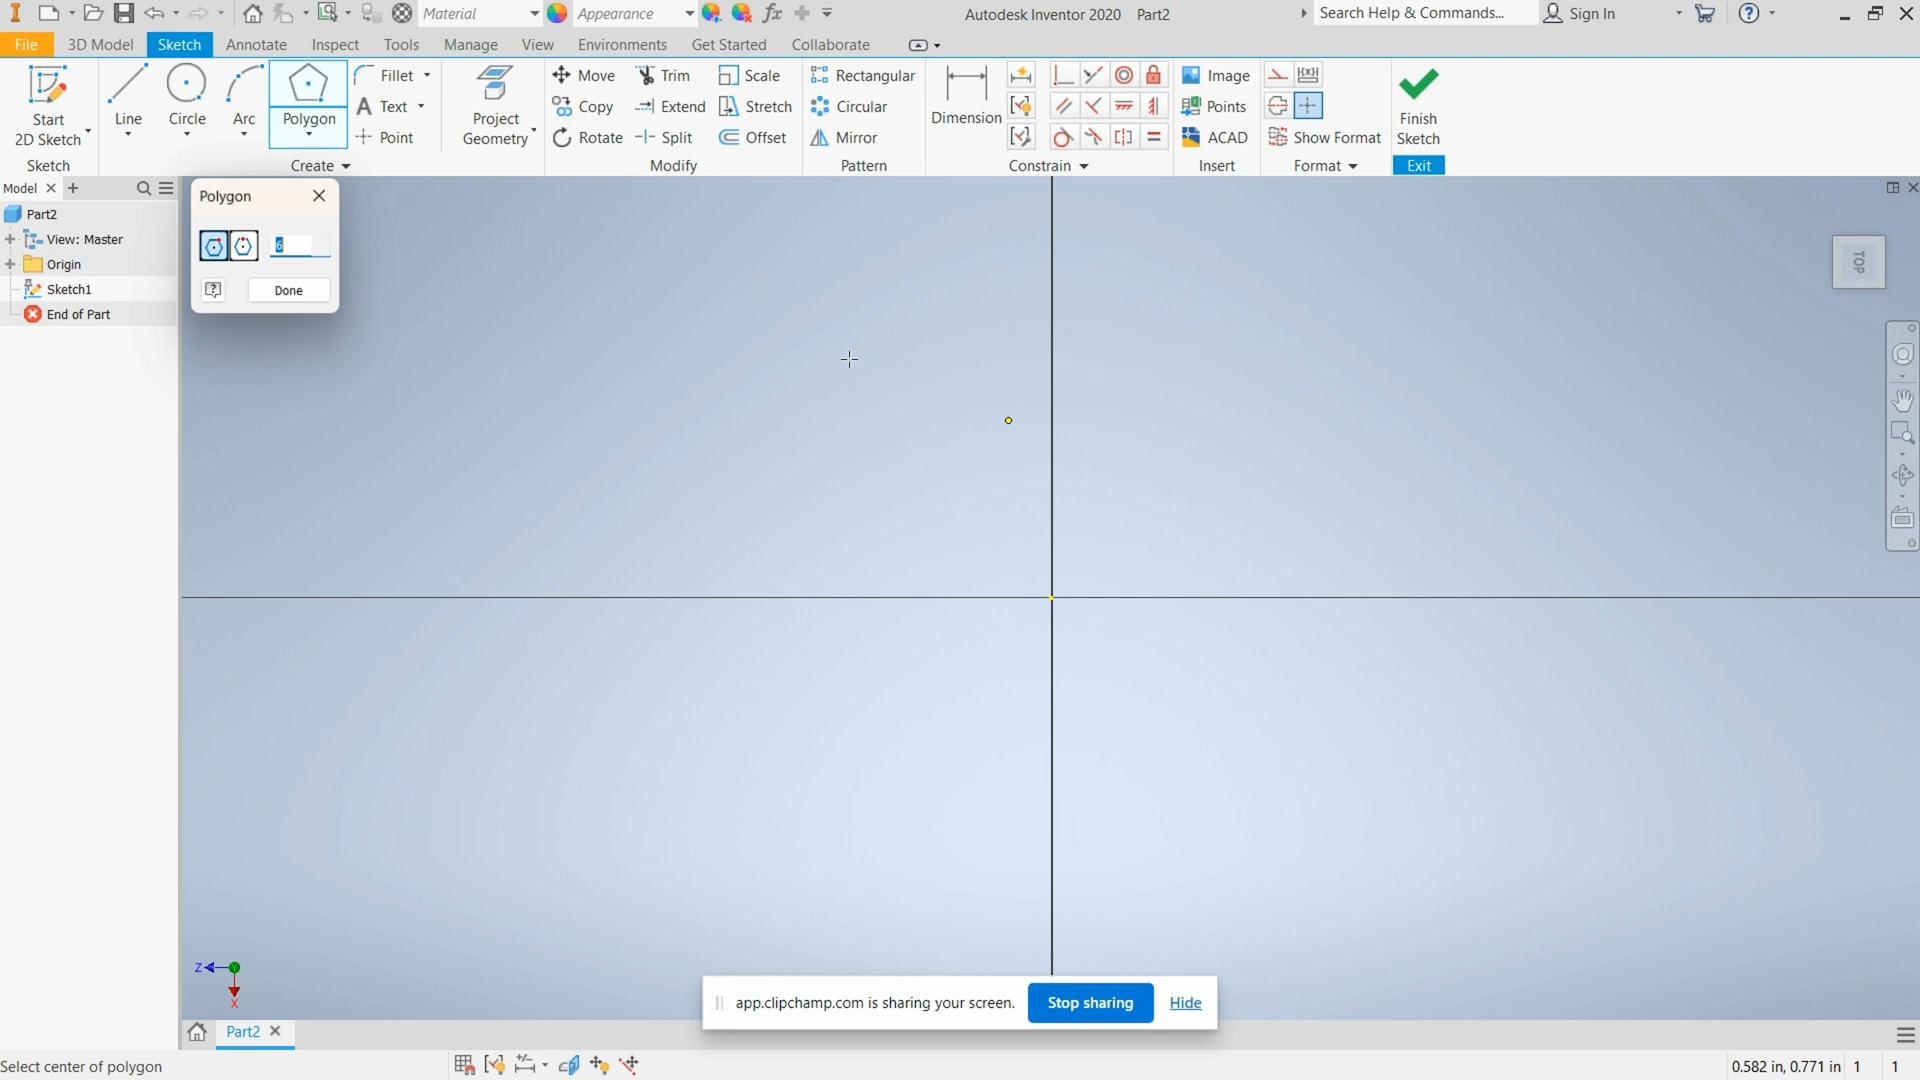 Material
Appearance
fx
Autodesk Inventor 2020 Part2
Search Help & Commands...
Sign In
?
File
3D Model
Sketch
Annotate
Inspect
Tools
Manage
View
Environments
Get Started
Collaborate
Start
2D Sketch
Sketch
Line
Circle
Arc
Polygon
Fillet
A Text
Point
Create
Project
Geometry
Move
Copy
Rotate
Trim
Extend
Split
Scale
Stretch
Offset
Modify
Rectangular
Circular
Mirror
Pattern
Dimension
Constrain
Image
Points
ACAD
Insert
Show Format
Format
Finish
Sketch
Exit
Model
Part2
View: Master
Origin
Sketch1
End of Part
Polygon
6
?
Done
TOP
Z
X
app.clipchamp.com is sharing your screen.
Stop sharing
Hide
Part2
Select center of polygon
0.582 in, 0.771 in 1 1